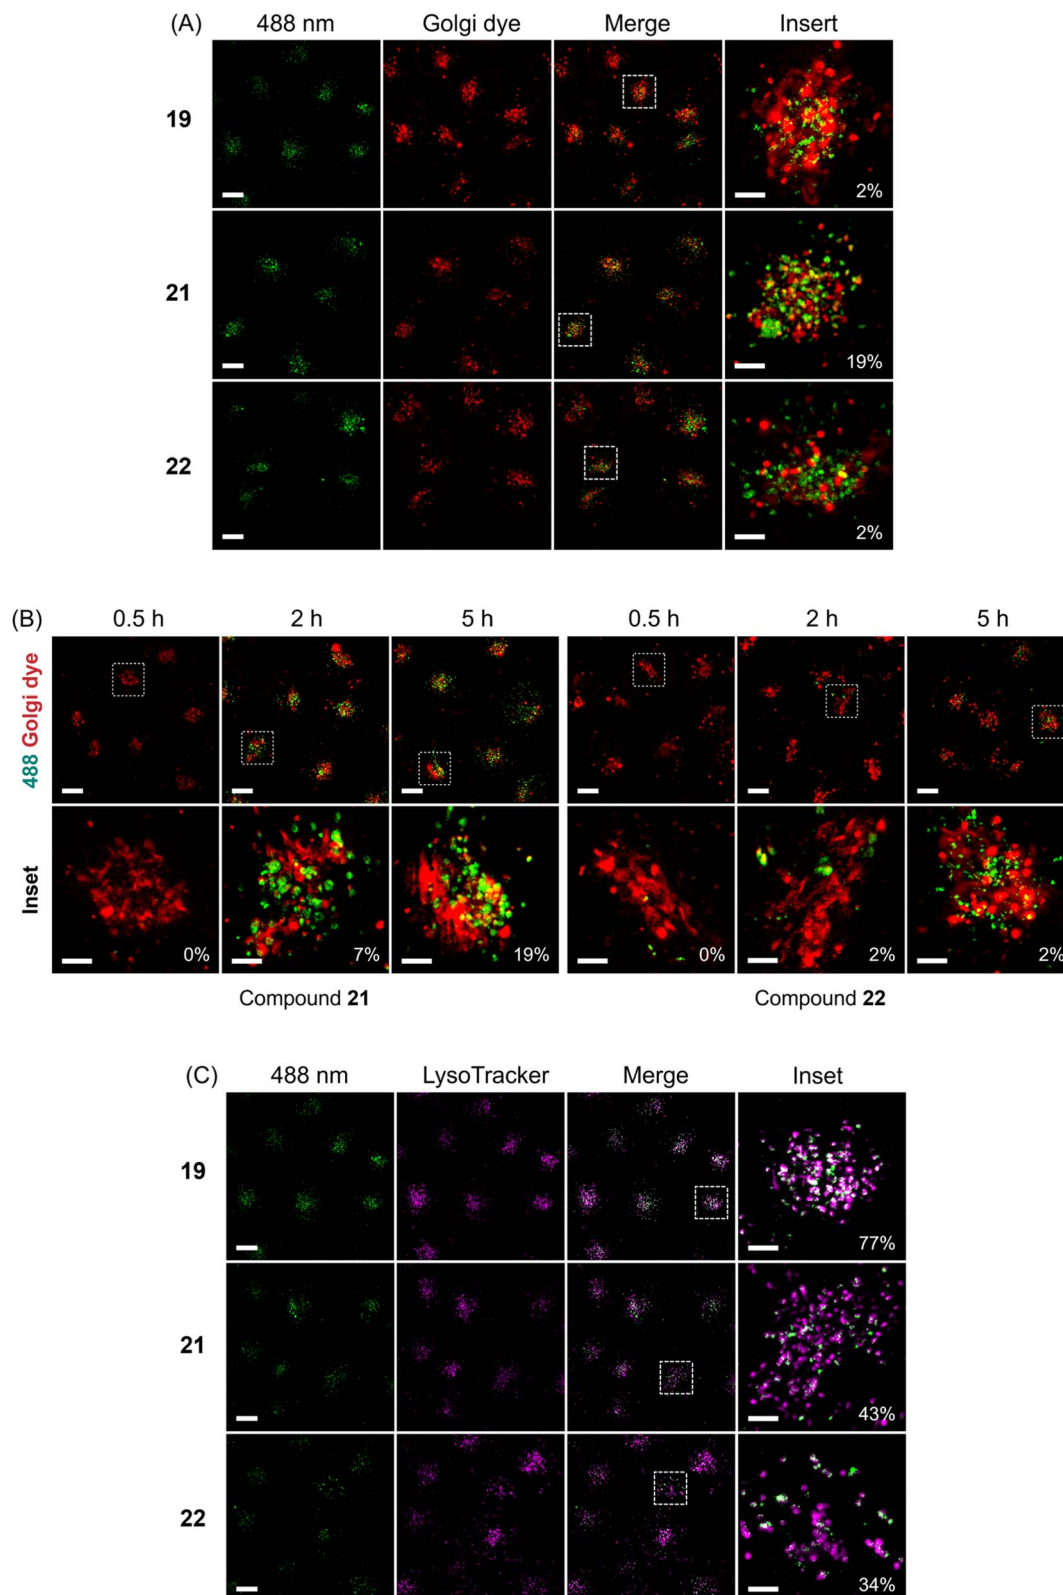 (A) 488 nm Golgi dye Merge Insert
19 2%
21 19%
22 2%
(B) 0.5 h 2 h 5 h 0.5 h 2 h 5 h
488 Golgi dye
Inset 0% 7% 19% 0% 2% 2%
Compound 21 Compound 22
(C) 488 nm LysoTracker Merge Inset
19 77%
21 43%
22 34%